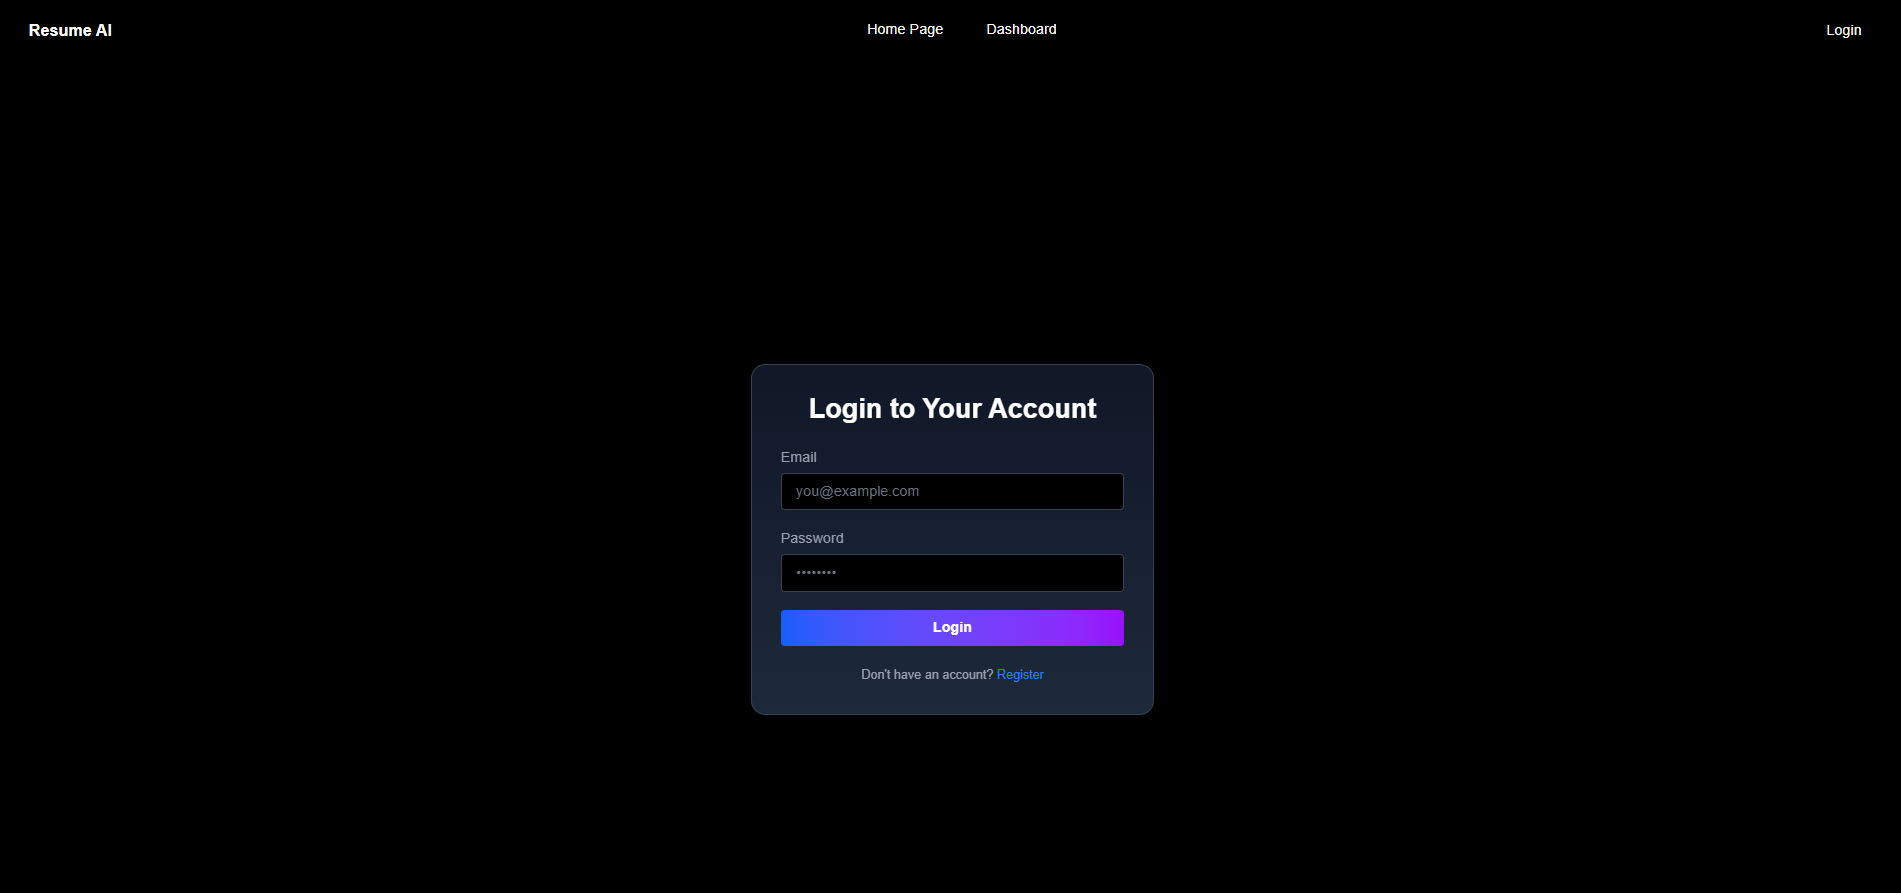 Resume AI
Home Page
Dashboard
Login
Login to Your Account
Email
you@example.com
Password
••••••••
Login
Don't have an account? Register